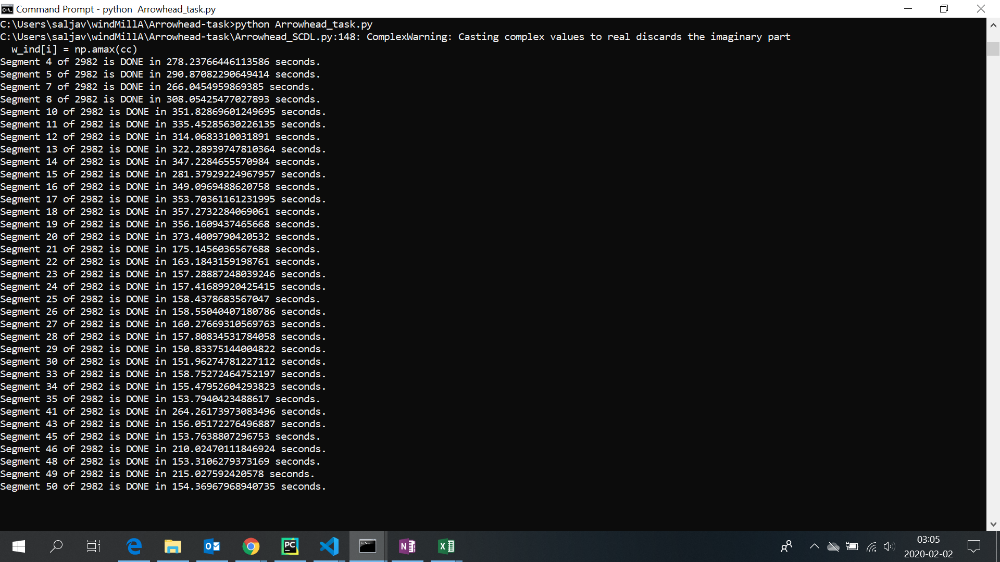 Command Prompt - python  Arrowhead_task.py
C:\Users\saljav\windMillA\Arrowhead-task>python Arrowhead_task.py
C:\Users\saljav\windMillA\Arrowhead-task\Arrowhead_SCDL.py:148: ComplexWarning: Casting complex values to real discards the imaginary part
  w_ind[i] = np.amax(cc)
Segment 4 of 2982 is DONE in 278.23766446113586 seconds.
Segment 5 of 2982 is DONE in 290.87082290649414 seconds.
Segment 7 of 2982 is DONE in 266.0454959869385 seconds.
Segment 8 of 2982 is DONE in 308.05425477027893 seconds.
Segment 10 of 2982 is DONE in 351.82869601249695 seconds.
Segment 11 of 2982 is DONE in 335.45285630226135 seconds.
Segment 12 of 2982 is DONE in 314.0683310031891 seconds.
Segment 13 of 2982 is DONE in 322.28939747810364 seconds.
Segment 14 of 2982 is DONE in 347.2284655570984 seconds.
Segment 15 of 2982 is DONE in 281.37929224967957 seconds.
Segment 16 of 2982 is DONE in 349.0969488620758 seconds.
Segment 17 of 2982 is DONE in 353.70361161231995 seconds.
Segment 18 of 2982 is DONE in 357.2732284069061 seconds.
Segment 19 of 2982 is DONE in 356.1609437465668 seconds.
Segment 20 of 2982 is DONE in 373.4009790420532 seconds.
Segment 21 of 2982 is DONE in 175.1456036567688 seconds.
Segment 22 of 2982 is DONE in 163.1843159198761 seconds.
Segment 23 of 2982 is DONE in 157.28887248039246 seconds.
Segment 24 of 2982 is DONE in 157.41689920425415 seconds.
Segment 25 of 2982 is DONE in 158.4378683567047 seconds.
Segment 26 of 2982 is DONE in 158.55040407180786 seconds.
Segment 27 of 2982 is DONE in 160.27669310569763 seconds.
Segment 28 of 2982 is DONE in 157.80834531784058 seconds.
Segment 29 of 2982 is DONE in 150.83375144004822 seconds.
Segment 30 of 2982 is DONE in 151.96274781227112 seconds.
Segment 33 of 2982 is DONE in 158.75272464752197 seconds.
Segment 34 of 2982 is DONE in 155.47952604293823 seconds.
Segment 35 of 2982 is DONE in 153.7940423488617 seconds.
Segment 41 of 2982 is DONE in 264.26173973083496 seconds.
Segment 43 of 2982 is DONE in 156.05172276496887 seconds.
Segment 45 of 2982 is DONE in 153.7638807296753 seconds.
Segment 46 of 2982 is DONE in 210.02470111846924 seconds.
Segment 48 of 2982 is DONE in 153.3106279373169 seconds.
Segment 49 of 2982 is DONE in 215.027592420578 seconds.
Segment 50 of 2982 is DONE in 154.36967968940735 seconds.
03:05
2020-02-02